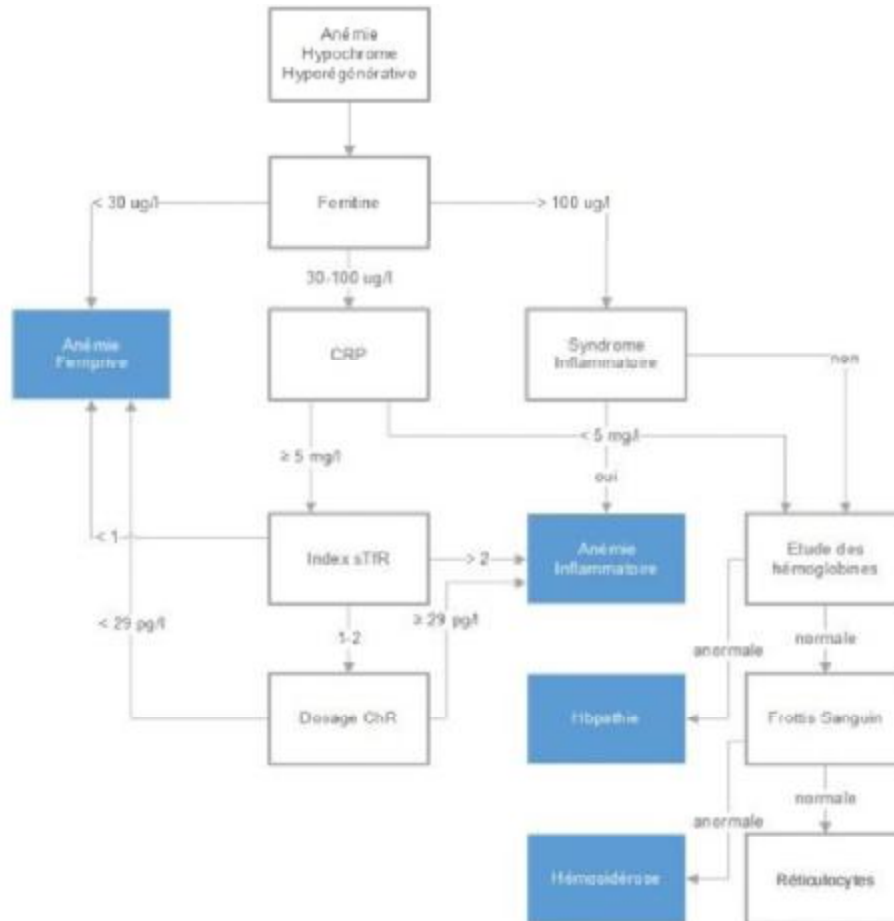 Anémie
Hypochrome
Hyporégénérative
Ferritine
< 30 ug/l
> 100 ug/l
30-100 ug/l
Anémie
Ferriprive
CRP
Syndrome
Inflammatoire
non
< 5 mg/l
≥ 5 mg/l
oui
< 1
Index sTfR
> 2
Anémie
Inflammatoire
Etude des
hémoglobines
< 29 pg/l
≥ 29 pg/l
1-2
normale
anormale
Dosage ChR
Hbpathie
Frottis Sanguin
normale
anormale
Hémosidérose
Réticulocytes